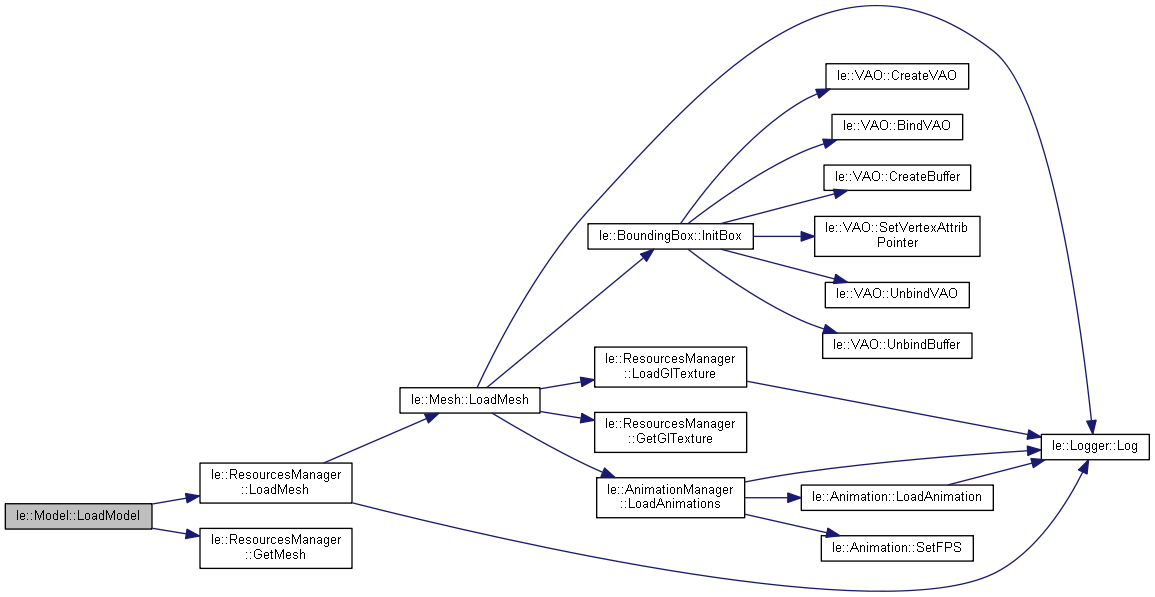 le::VAO::CreateVAO
le::VAO::BindVAO
le::VAO::CreateBuffer
le::VAO::SetVertexAttrib
Pointer
le::BoundingBox::InitBox
le::VAO::UnbindVAO
le::VAO::UnbindBuffer
le::ResourcesManager
::LoadGlTexture
le::Mesh::LoadMesh
le::ResourcesManager
::GetGlTexture
le::Logger::Log
le::ResourcesManager
::LoadMesh
le::AnimationManager
::LoadAnimations
le::Animation::LoadAnimation
le::Model::LoadModel
le::ResourcesManager
::GetMesh
le::Animation::SetFPS